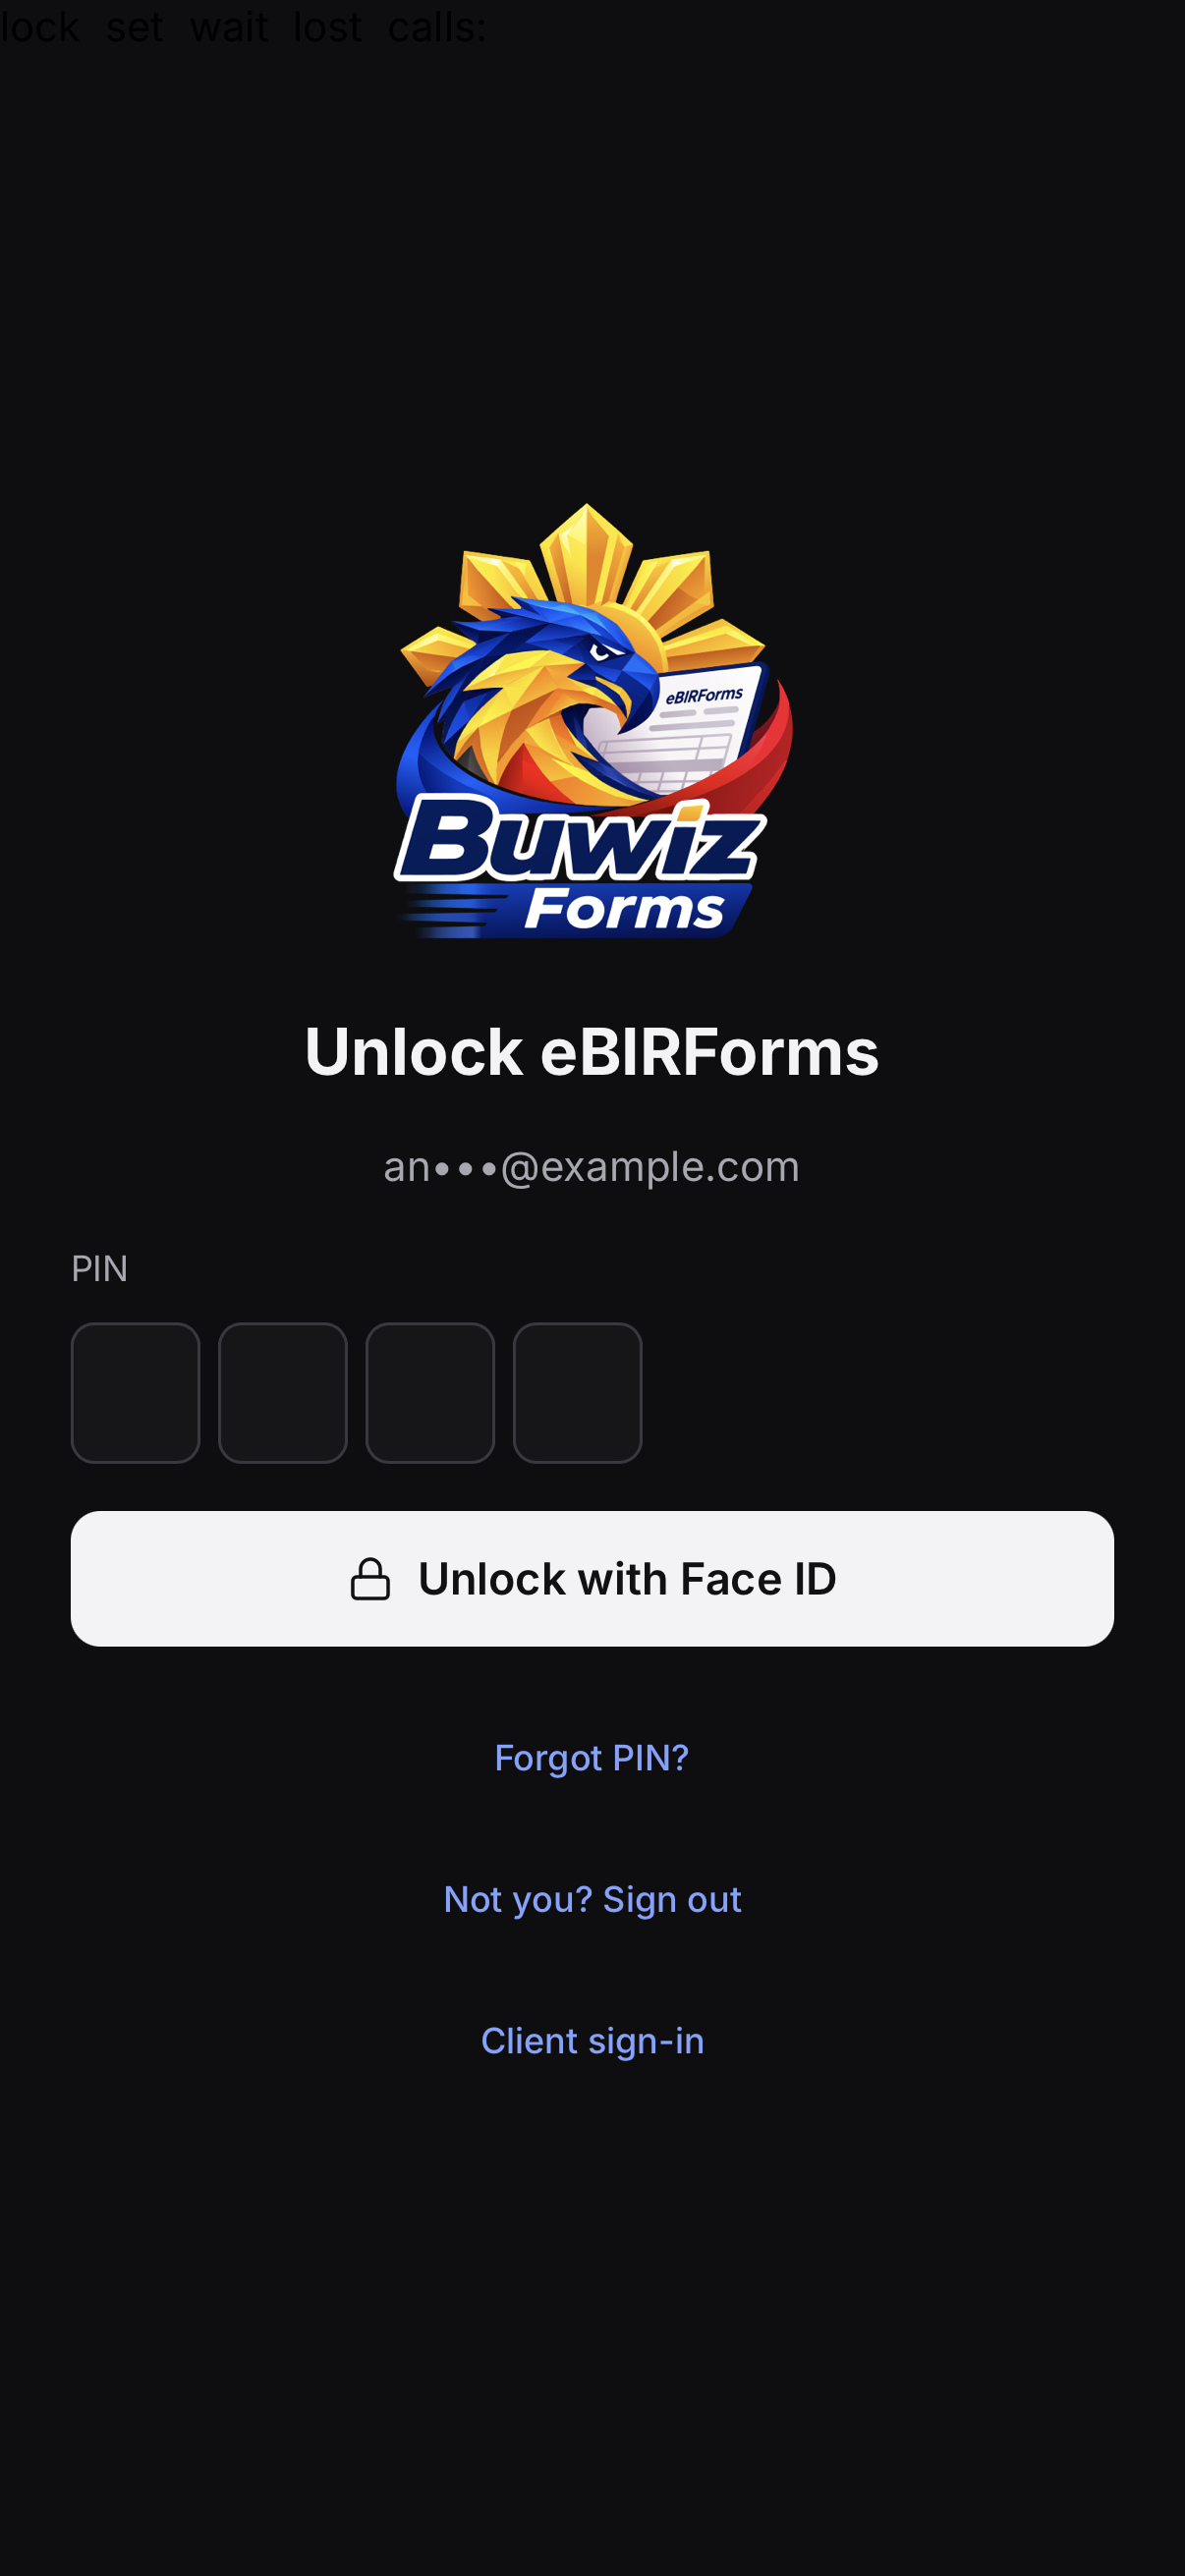 lock set wait lost calls:
eBIRForms
Buwiz
Forms
Unlock eBIRForms
an•••@example.com
PIN
Unlock with Face ID
Forgot PIN?
Not you? Sign out
Client sign-in